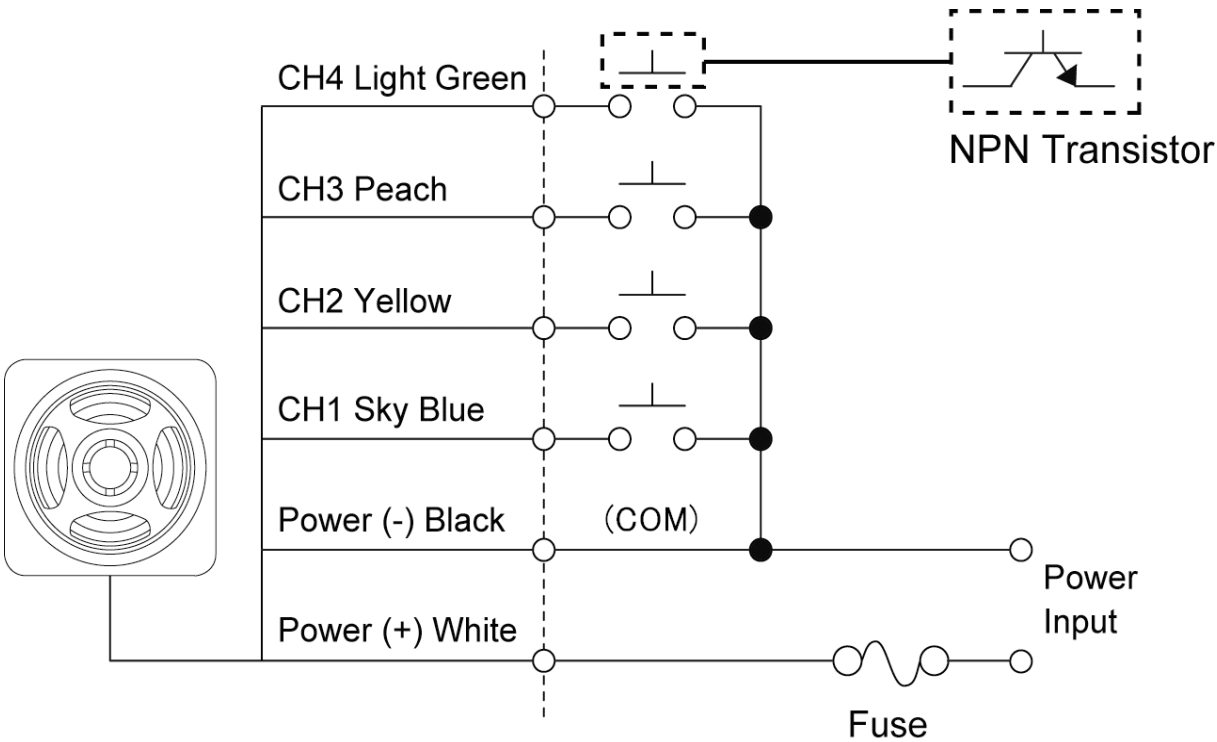 CH4 Light Green
NPN Transistor
CH3 Peach
CH2 Yellow
CH1 Sky Blue
Power (-) Black
(COM)
Power
Input
Power (+) White
Fuse